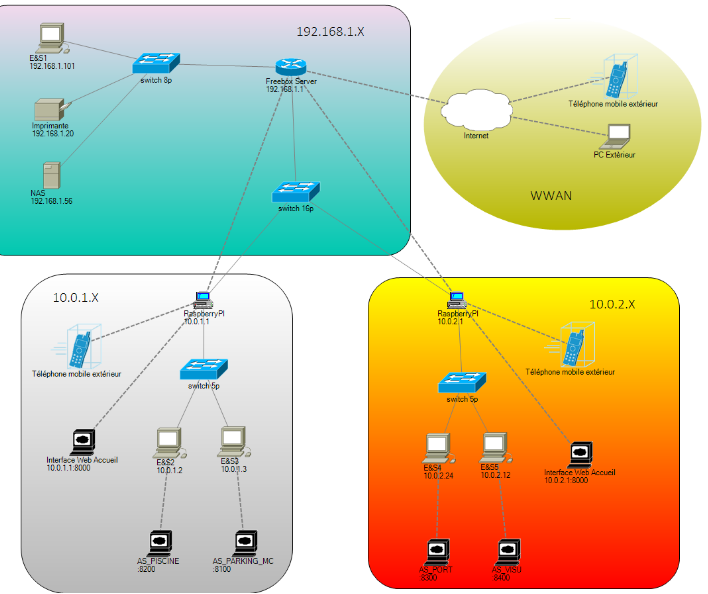 192.168.1.X
E&S1
192.168.1.101
switch 8p
Freebox Server
192.168.1.1
Imprimante
192.168.1.20
NAS
192.168.1.56
switch 16p
Internet
Téléphone mobile extérieur
PC Extérieur
WWAN
10.0.1.X
RaspberryPI
10.0.1.1
Téléphone mobile extérieur
switch 5p
Interface Web Accueil
10.0.1.1:8000
E&S2
10.0.1.2
E&S3
10.0.1.3
AS_PISCINE
:8200
AS_PARKING_MC
:8100
10.0.2.X
RaspberryPI
10.0.2.1
Téléphone mobile extérieur
switch 5p
E&S4
10.0.2.24
E&S5
10.0.2.12
Interface Web Accueil
10.0.2.1:8000
AS_PORT
:8300
AS_VISU
:8400